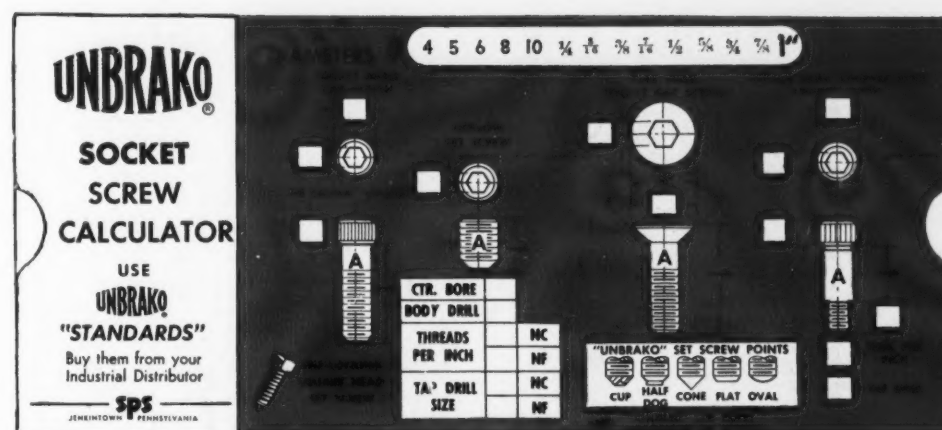 UNBRAKO®
SOCKET
SCREW
CALCULATOR
USE
UNBRAKO
"STANDARDS"
Buy them from your
Industrial Distributor
SPS
JENKINTOWN PENNSYLVANIA
4 5 6 8 10 1/4 5/16 3/8 7/16 1/2 5/8 3/4 7/8 1"
A
A
A
A
CTR. BORE
BODY DRILL
THREADS
PER INCH
NC
NF
TAP DRILL
SIZE
NC
NF
"UNBRAKO" SET SCREW POINTS
CUP HALF DOG CONE FLAT OVAL